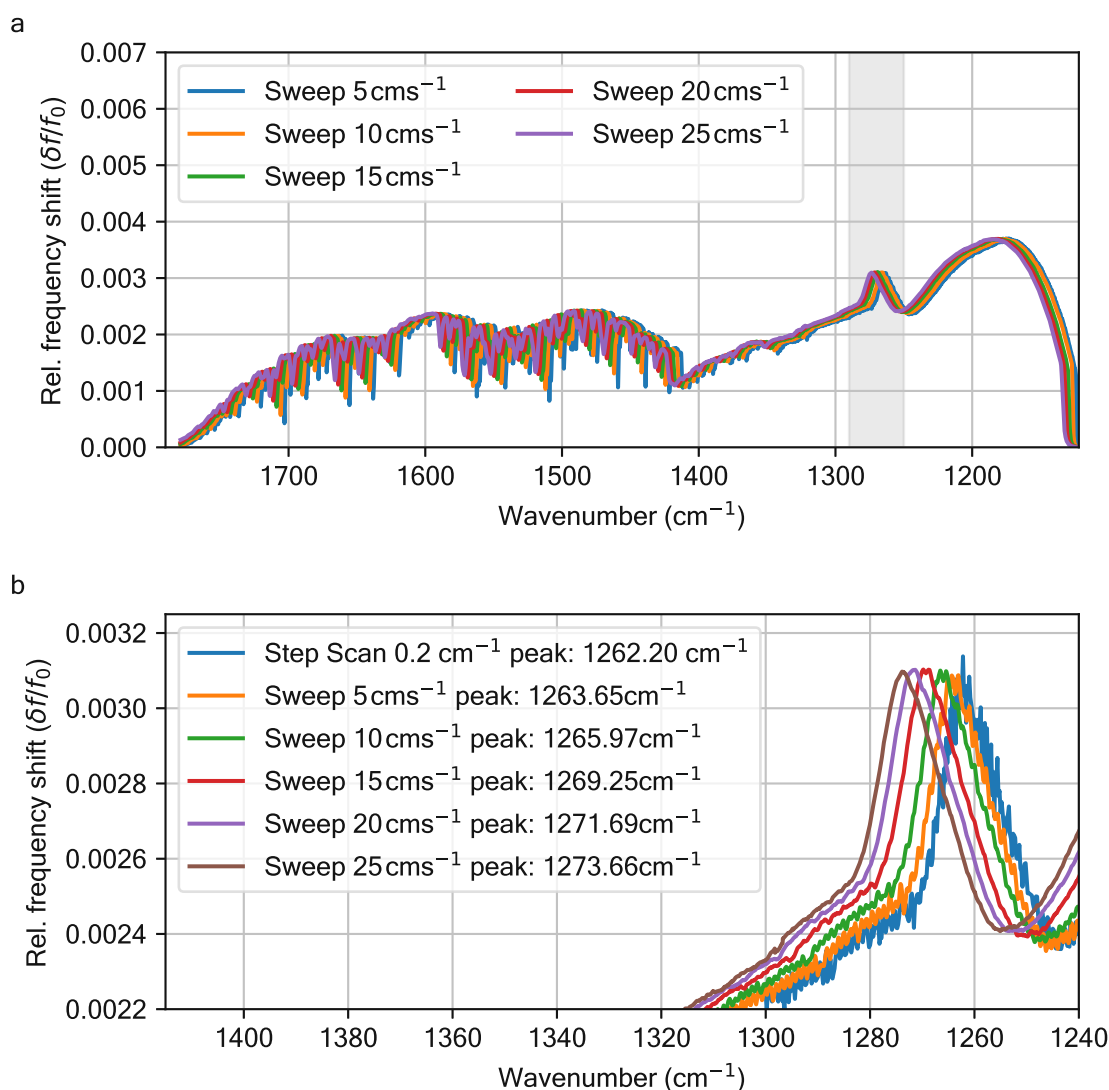 a
0.007
0.006
0.005
0.004
0.003
0.002
0.001
0.000
Rel. frequency shift (δf/f₀)
Sweep 5 cms⁻¹
Sweep 10 cms⁻¹
Sweep 15 cms⁻¹
Sweep 20 cms⁻¹
Sweep 25 cms⁻¹
1700 1600 1500 1400 1300 1200
Wavenumber (cm⁻¹)
b
0.0032
0.0030
0.0028
0.0026
0.0024
0.0022
Rel. frequency shift (δf/f₀)
Step Scan 0.2 cm⁻¹ peak: 1262.20 cm⁻¹
Sweep 5 cms⁻¹ peak: 1263.65cm⁻¹
Sweep 10 cms⁻¹ peak: 1265.97cm⁻¹
Sweep 15 cms⁻¹ peak: 1269.25cm⁻¹
Sweep 20 cms⁻¹ peak: 1271.69cm⁻¹
Sweep 25 cms⁻¹ peak: 1273.66cm⁻¹
1400 1380 1360 1340 1320 1300 1280 1260 1240
Wavenumber (cm⁻¹)